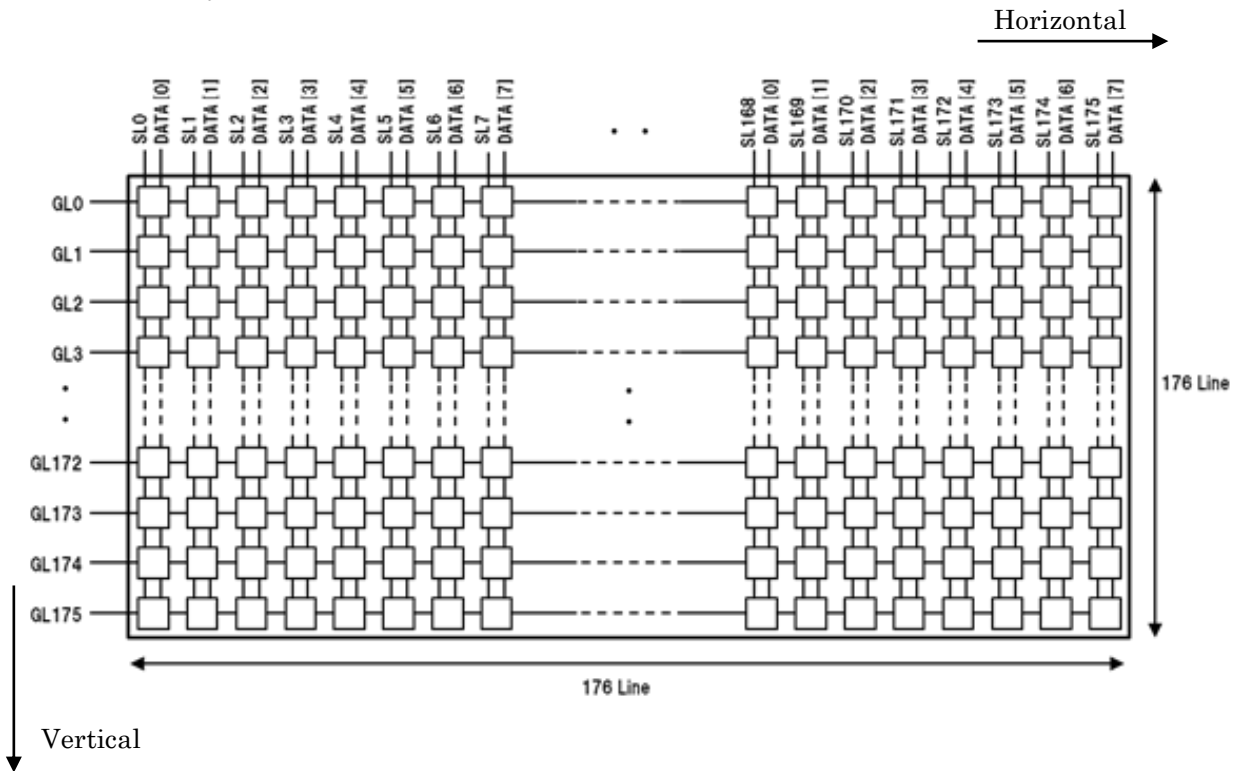 Horizontal
SL0 DATA [0] SL1 DATA [1] SL2 DATA [2] SL3 DATA [3] SL4 DATA [4] SL5 DATA [5] SL6 DATA [6] SL7 DATA [7] SL168 DATA [0] SL169 DATA [1] SL170 DATA [2] SL171 DATA [3] SL172 DATA [4] SL173 DATA [5] SL174 DATA [6] SL175 DATA [7]
GL0
GL1
GL2
GL3
176 Line
GL172
GL173
GL174
GL175
176 Line
Vertical